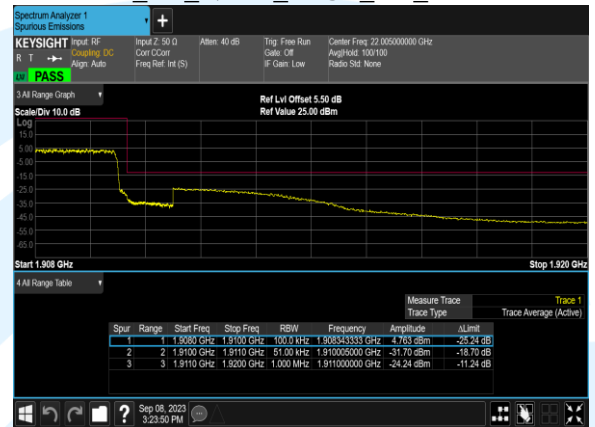 Spectrum Analyzer 1
Spurious Emissions
+
KEYSIGHT Input: RF Input Z: 50 Ω Atten: 40 dB Trig: Free Run Center Freq: 22.005000000 GHz
R T Coupling: DC Corr CCorr Gate: Off Avg|Hold: 100/100
Align: Auto Freq Ref: Int (S) IF Gain: Low Radio Std: None
LV PASS
3 All Range Graph
Ref Lvl Offset 5.50 dB
Scale/Div 10.0 dB Ref Value 25.00 dBm
Log
15.0
5.00
-5.00
-15.0
-25.0
-35.0
-45.0
-55.0
-65.0
Start 1.908 GHz Stop 1.920 GHz
4 All Range Table
Measure Trace Trace 1
Trace Type Trace Average (Active)
Spur Range Start Freq Stop Freq RBW Frequency Amplitude ΔLimit
1 1 1.9080 GHz 1.9100 GHz 100.0 kHz 1.908343333 GHz 4.763 dBm -25.24 dB
2 2 1.9100 GHz 1.9110 GHz 51.00 kHz 1.910005000 GHz -31.70 dBm -18.70 dB
3 3 1.9110 GHz 1.9200 GHz 1.000 MHz 1.911000000 GHz -24.24 dBm -11.24 dB
? Sep 08, 2023
3:23:50 PM